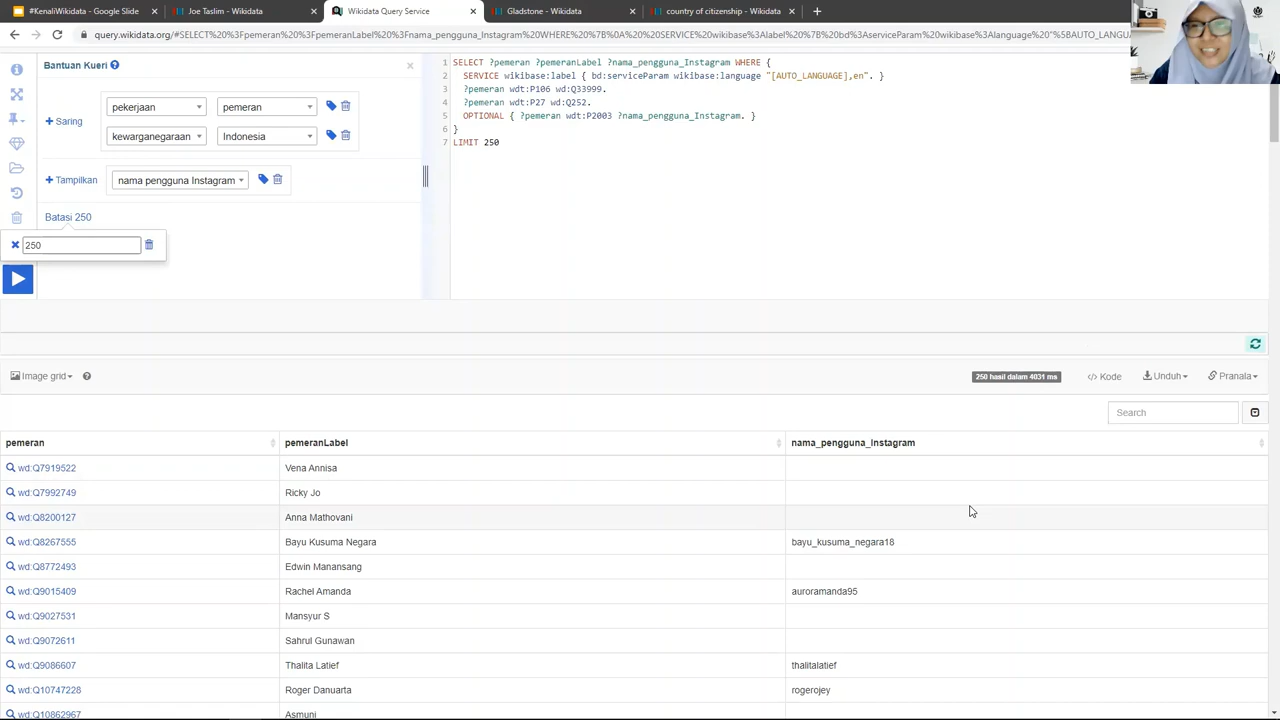 #KenaliWikidata - Google Slide
Joe Taslim - Wikidata
Wikidata Query Service
Gladstone - Wikidata
country of citizenship - Wikidata
query.wikidata.org/#SELECT%20%3Fpemeran%20%3FpemeranLabel%20%3Fnama_pengguna_Instagram%20WHERE%20%7B%0A%20%20SERVICE%20wikibase%3Alabel%20%7B%20bd%3AserviceParam%20wikibase%3Alanguage%20"%5BAUTO_LANGUA
Bantuan Kueri
Saring
pekerjaan
pemeran
kewarganegaraan
Indonesia
Tampilkan
nama pengguna Instagram
Batasi 250
250
1 SELECT ?pemeran ?pemeranLabel ?nama_pengguna_Instagram WHERE {
2 SERVICE wikibase:label { bd:serviceParam wikibase:language "[AUTO_LANGUAGE],en". }
3 ?pemeran wdt:P106 wd:Q33999.
4 ?pemeran wdt:P27 wd:Q252.
5 OPTIONAL { ?pemeran wdt:P2003 ?nama_pengguna_Instagram. }
6 }
7 LIMIT 250
Image grid
250 hasil dalam 4031 ms
</> Kode
Unduh
Pranala
Search
pemeran pemeranLabel nama_pengguna_Instagram
wd:Q7919522 Vena Annisa
wd:Q7992749 Ricky Jo
wd:Q8200127 Anna Mathovani
wd:Q8267555 Bayu Kusuma Negara bayu_kusuma_negara18
wd:Q8772493 Edwin Manansang
wd:Q9015409 Rachel Amanda auroramanda95
wd:Q9027531 Mansyur S
wd:Q9072611 Sahrul Gunawan
wd:Q9086607 Thalita Latief thalitalatief
wd:Q10747228 Roger Danuarta rogerojey
wd:Q10862967 Asmuni